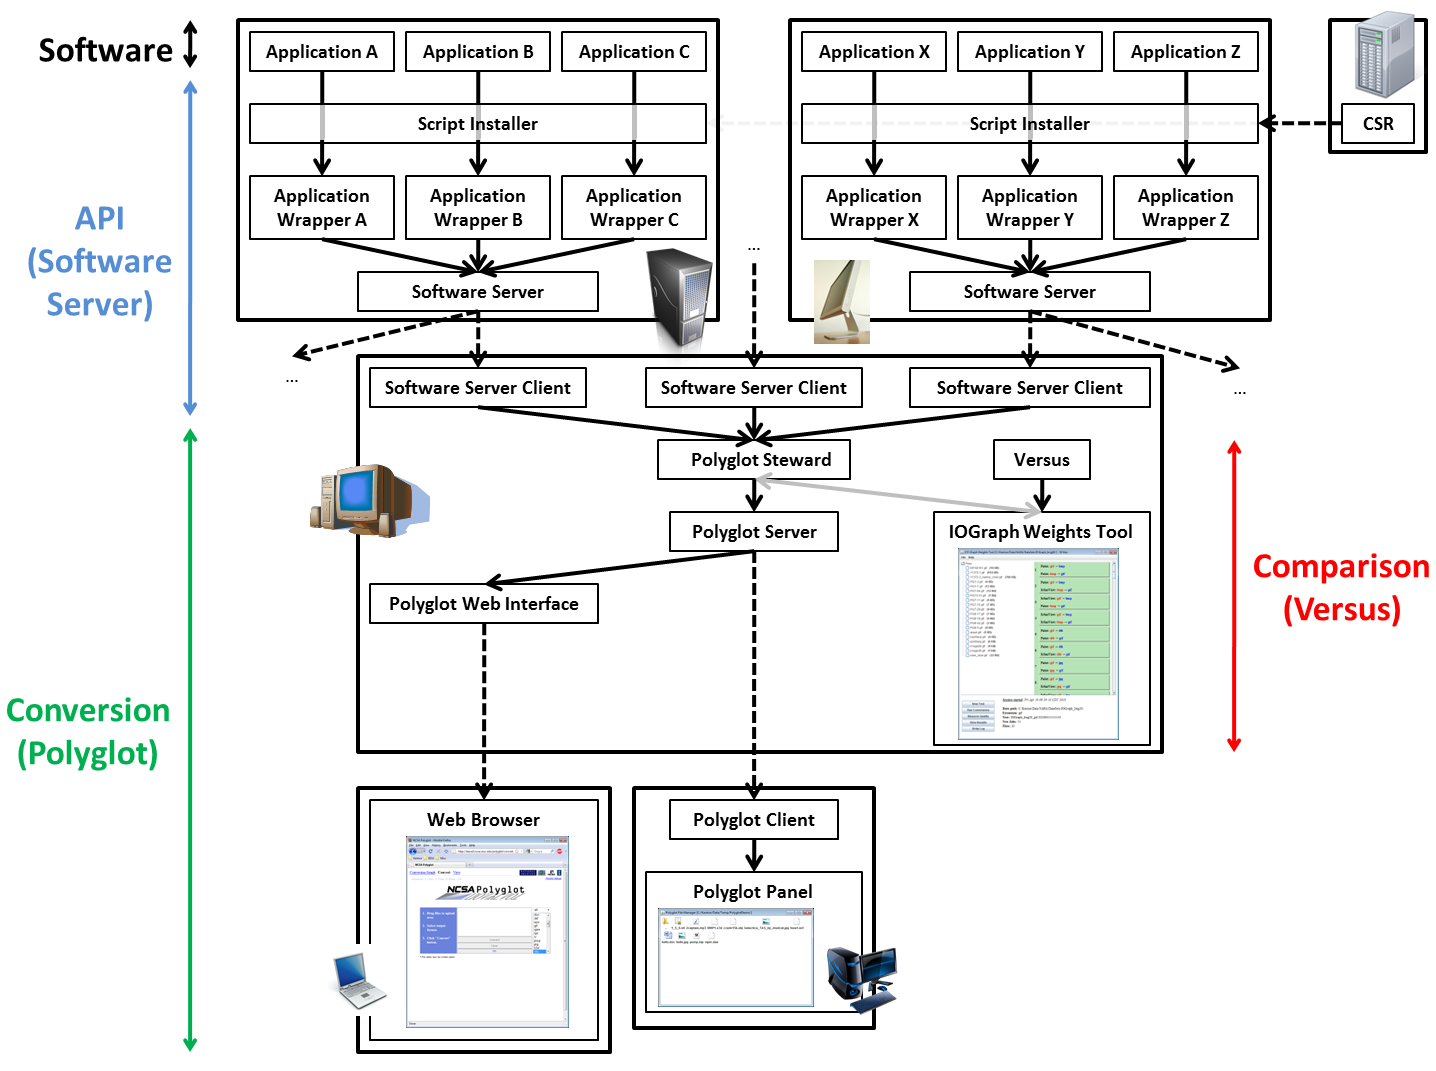 Software
Application A
Application B
Application C
Application X
Application Y
Application Z
Script Installer
Script Installer
CSR
API
(Software
Server)
Application
Wrapper A
Application
Wrapper B
Application
Wrapper C
Application
Wrapper X
Application
Wrapper Y
Application
Wrapper Z
...
Software Server
Software Server
...
...
Software Server Client
Software Server Client
Software Server Client
Polyglot Steward
Versus
Polyglot Server
IOGraph Weights Tool
Polyglot Web Interface
Comparison
(Versus)
Conversion
(Polyglot)
Web Browser
NCSA Polyglot
Polyglot Client
Polyglot Panel